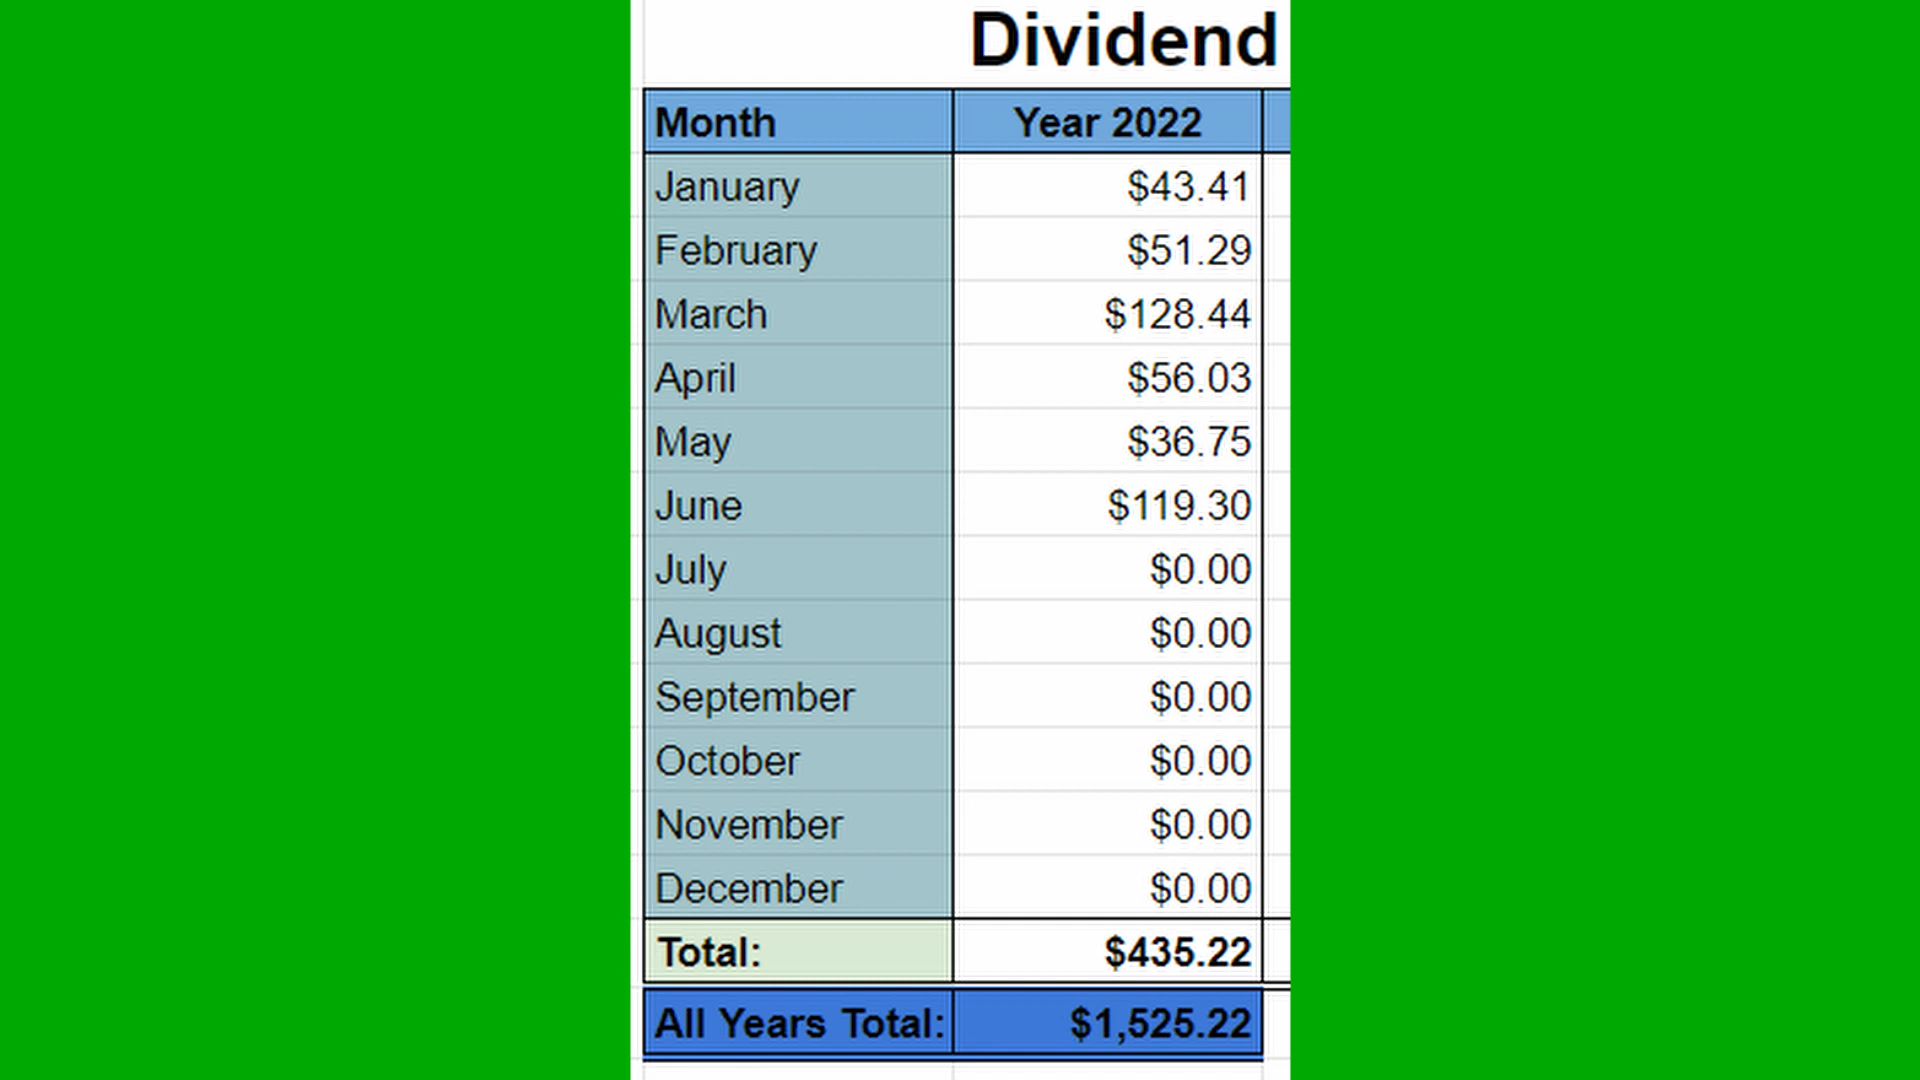 Dividend
Month Year 2022
January $43.41
February $51.29
March $128.44
April $56.03
May $36.75
June $119.30
July $0.00
August $0.00
September $0.00
October $0.00
November $0.00
December $0.00
Total: $435.22
All Years Total: $1,525.22